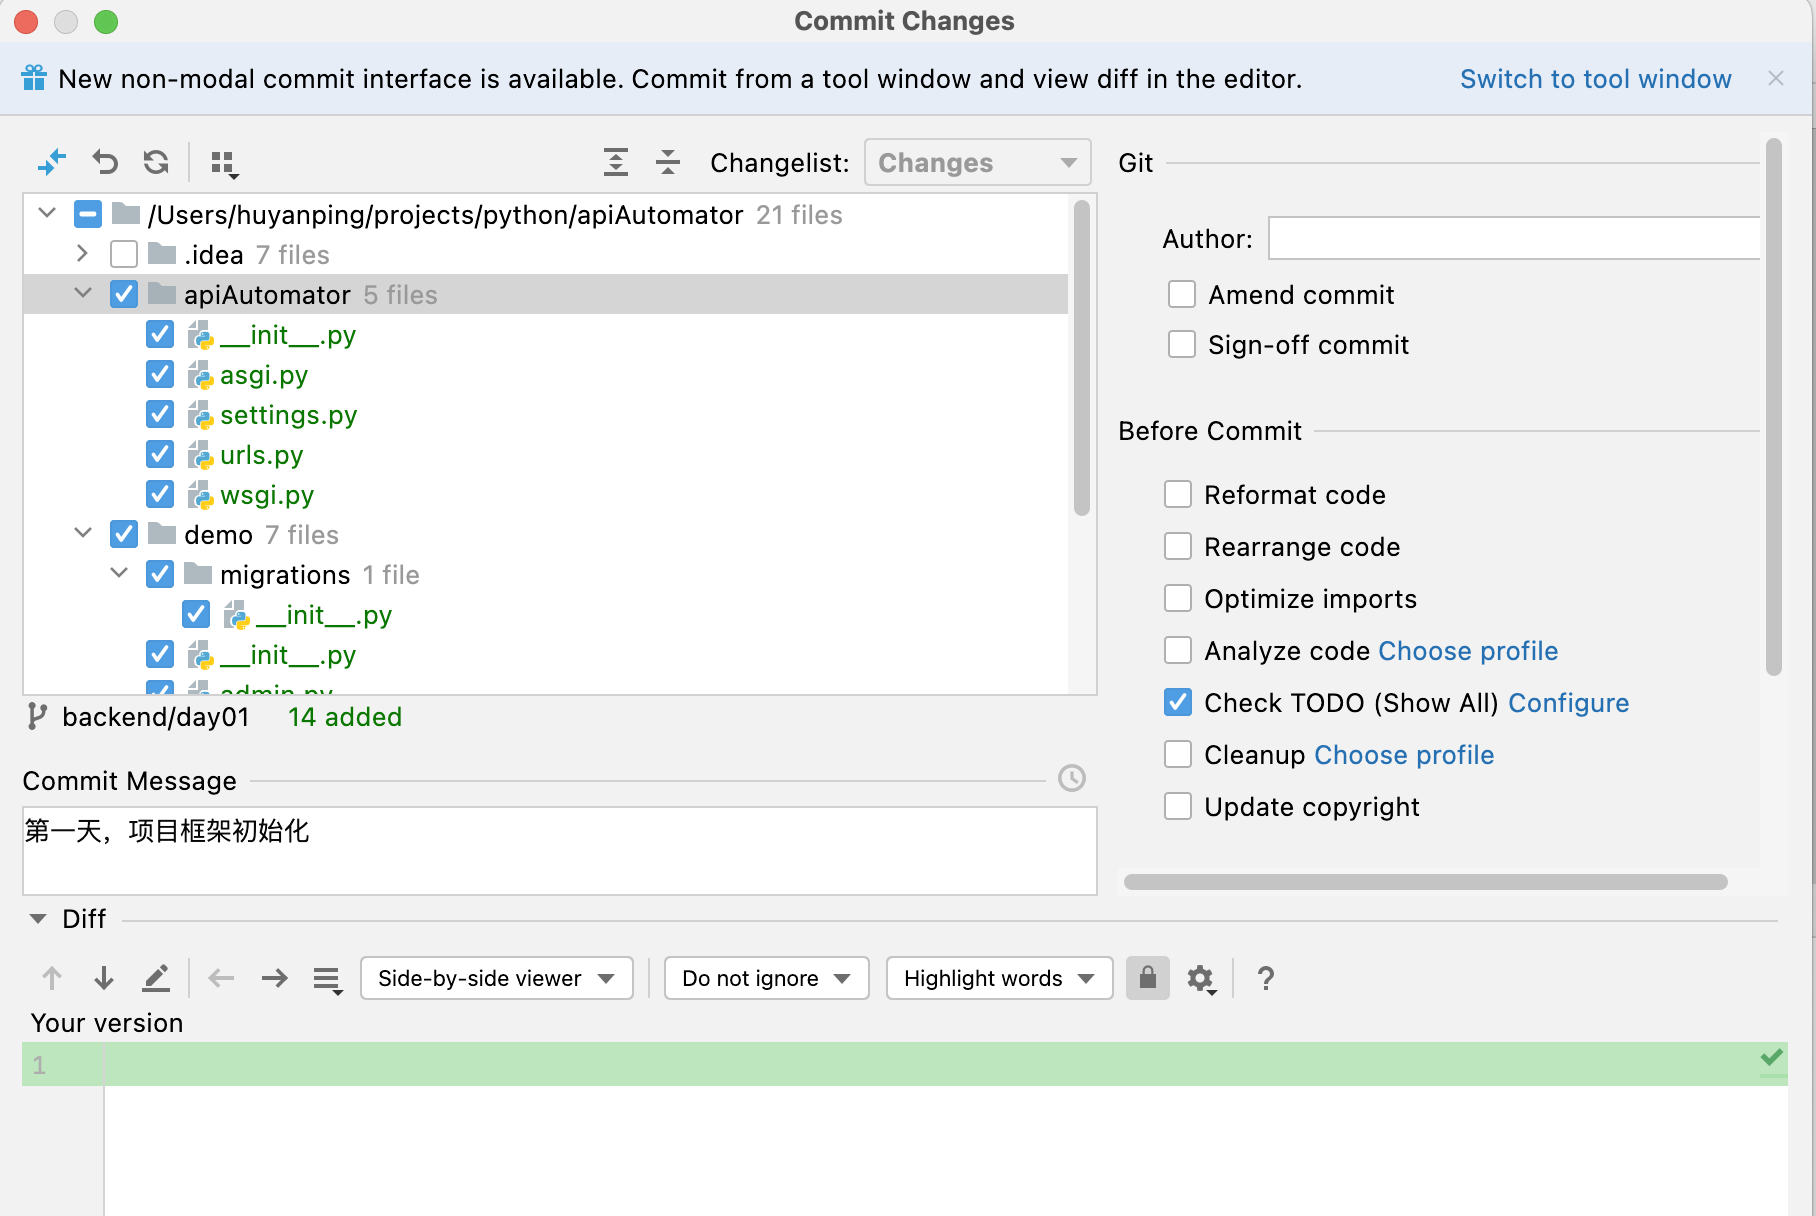 Commit Changes
New non-modal commit interface is available. Commit from a tool window and view diff in the editor.
Switch to tool window
Changelist:
Changes
/Users/huyanping/projects/python/apiAutomator 21 files
.idea 7 files
apiAutomator 5 files
__init__.py
asgi.py
settings.py
urls.py
wsgi.py
demo 7 files
migrations 1 file
__init__.py
__init__.py
admin.py
backend/day01 14 added
Git
Author:
Amend commit
Sign-off commit
Before Commit
Reformat code
Rearrange code
Optimize imports
Analyze code Choose profile
Check TODO (Show All) Configure
Cleanup Choose profile
Update copyright
Commit Message
第一天，项目框架初始化
Diff
Side-by-side viewer
Do not ignore
Highlight words
?
Your version
1